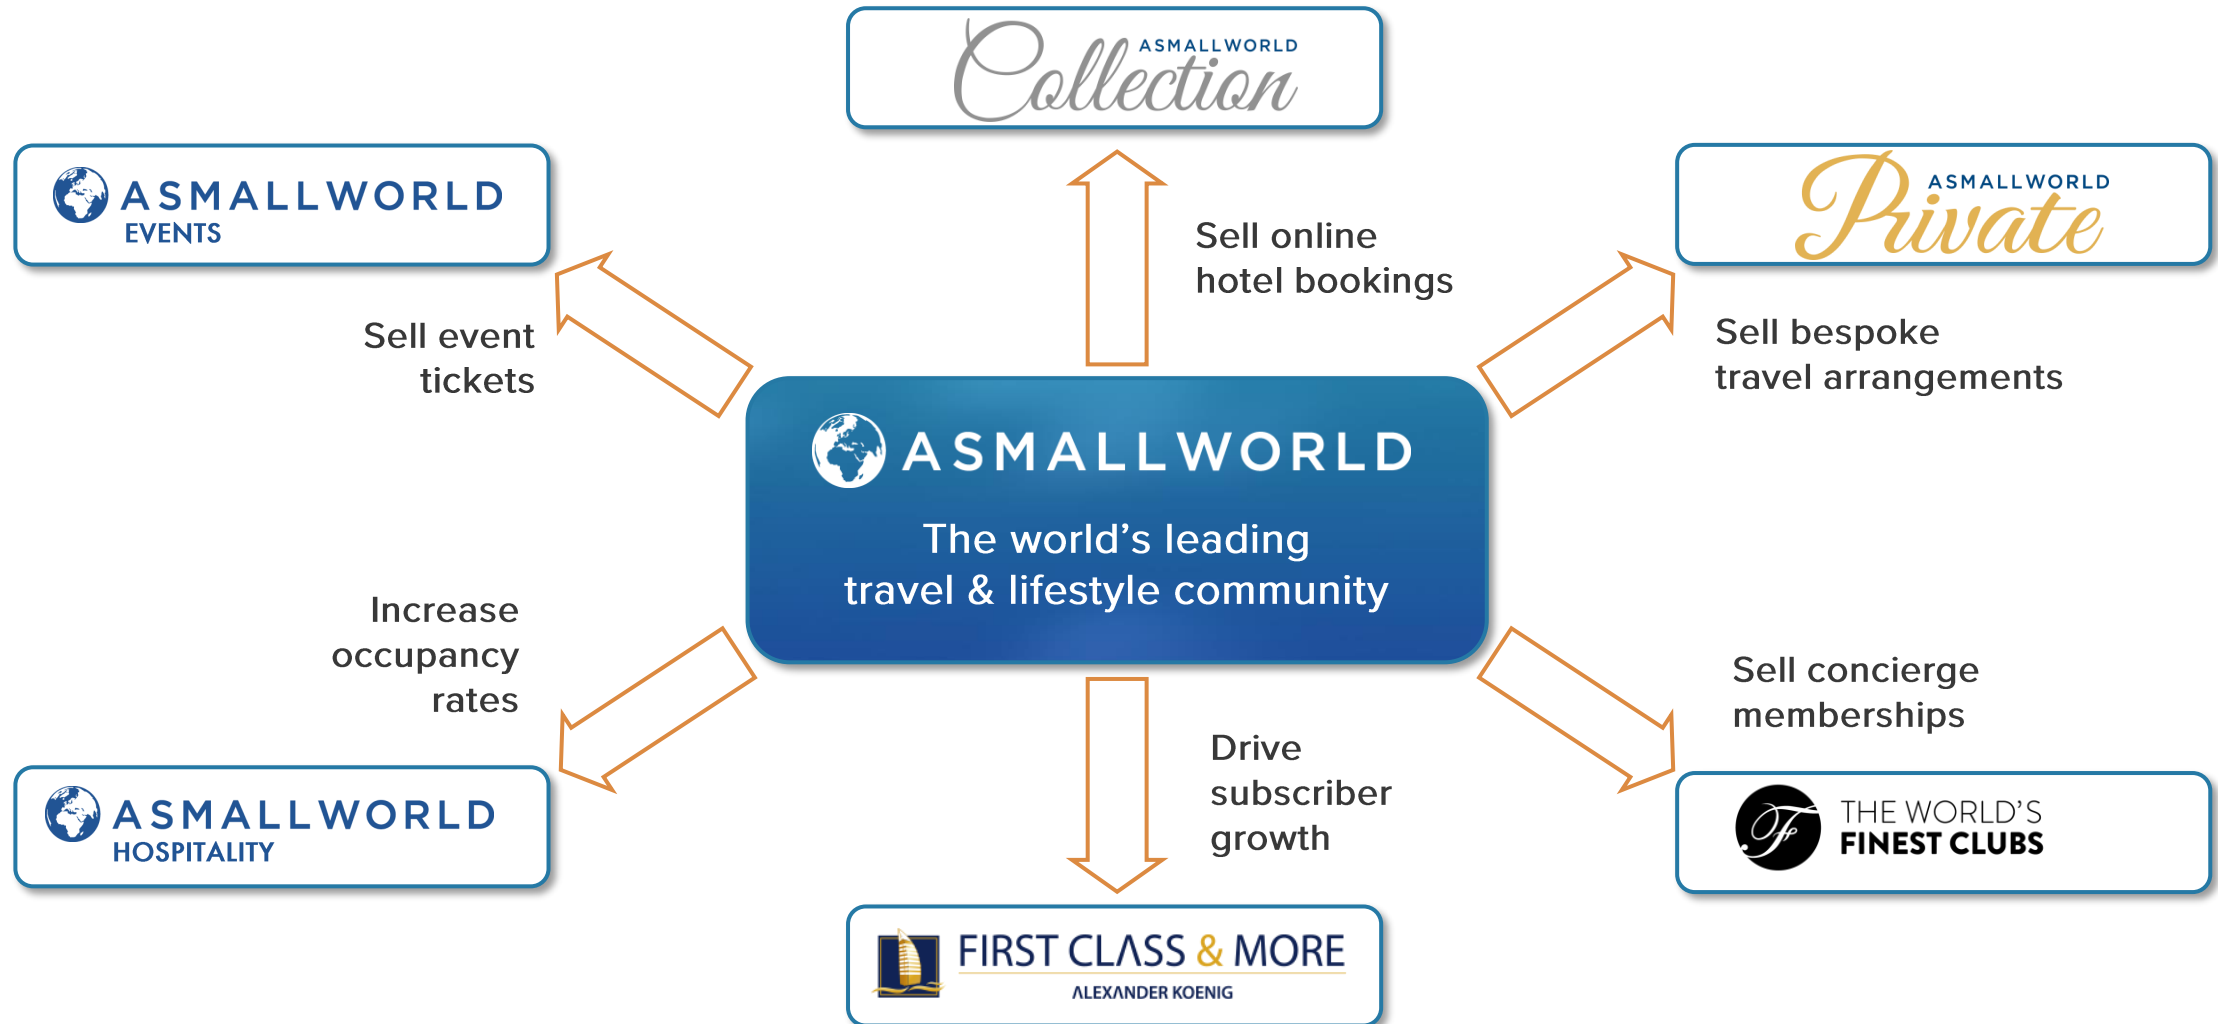 ASMALLWORLD
Collection
ASMALLWORLD
EVENTS
ASMALLWORLD
Private
Sell event
tickets
Sell online
hotel bookings
Sell bespoke
travel arrangements
ASMALLWORLD
The world’s leading
travel & lifestyle community
Increase
occupancy
rates
Drive
subscriber
growth
Sell concierge
memberships
ASMALLWORLD
HOSPITALITY
F
THE WORLD’S
FINEST CLUBS
FIRST CLASS & MORE
ALEXANDER KOENIG